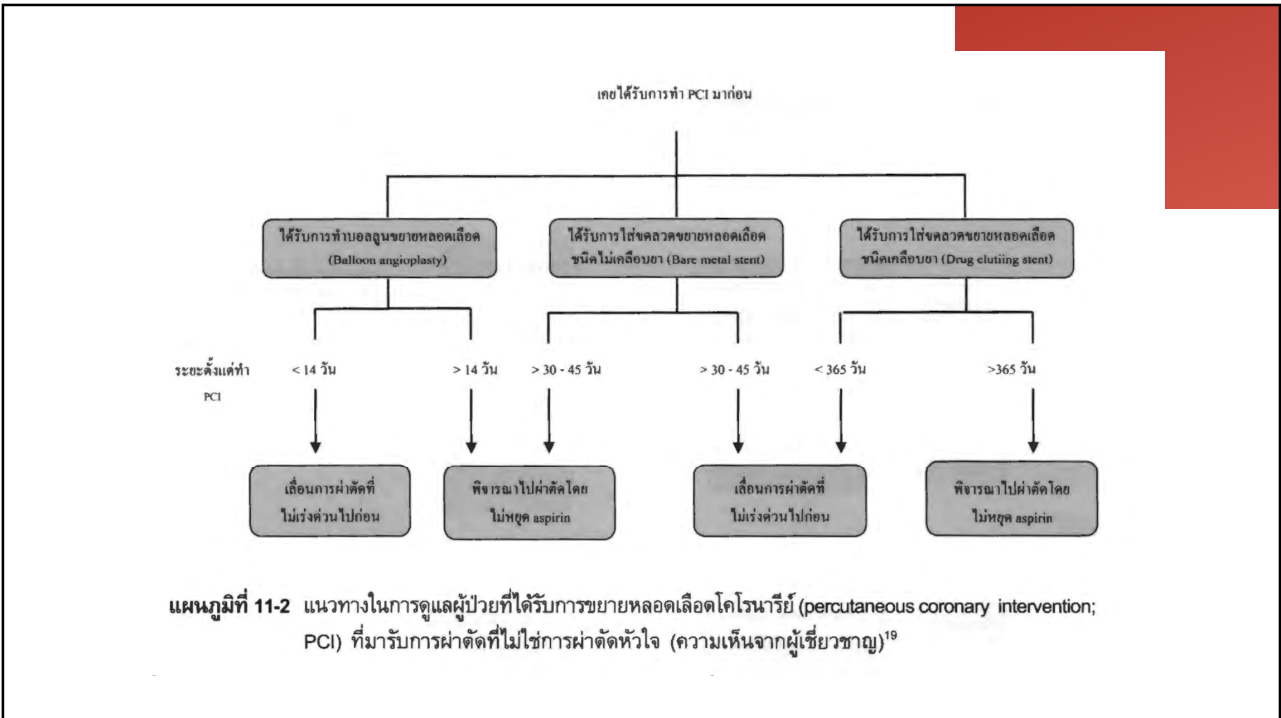 เคยได้รับการทำ PCI มาก่อน
ได้รับการทำบอลลูนขยายหลอดเลือด
(Balloon angioplasty)
ได้รับการใส่ขดลวดขยายหลอดเลือด
ชนิดไม่เคลือบยา (Bare metal stent)
ได้รับการใส่ขดลวดขยายหลอดเลือด
ชนิดเคลือบยา (Drug elutiing stent)
ระยะตั้งแต่ทำ
PCI
< 14 วัน
> 14 วัน
> 30 - 45 วัน
> 30 - 45 วัน
< 365 วัน
>365 วัน
เลื่อนการผ่าตัดที่
ไม่เร่งด่วนไปก่อน
พิจารณาไปผ่าตัดโดย
ไม่หยุด aspirin
เลื่อนการผ่าตัดที่
ไม่เร่งด่วนไปก่อน
พิจารณาไปผ่าตัดโดย
ไม่หยุด aspirin
แผนภูมิที่ 11-2 แนวทางในการดูแลผู้ป่วยที่ได้รับการขยายหลอดเลือดโคโรนารีย์ (percutaneous coronary intervention;
PCI) ที่มารับการผ่าตัดที่ไม่ใช่การผ่าตัดหัวใจ (ความเห็นจากผู้เชี่ยวชาญ)¹⁹